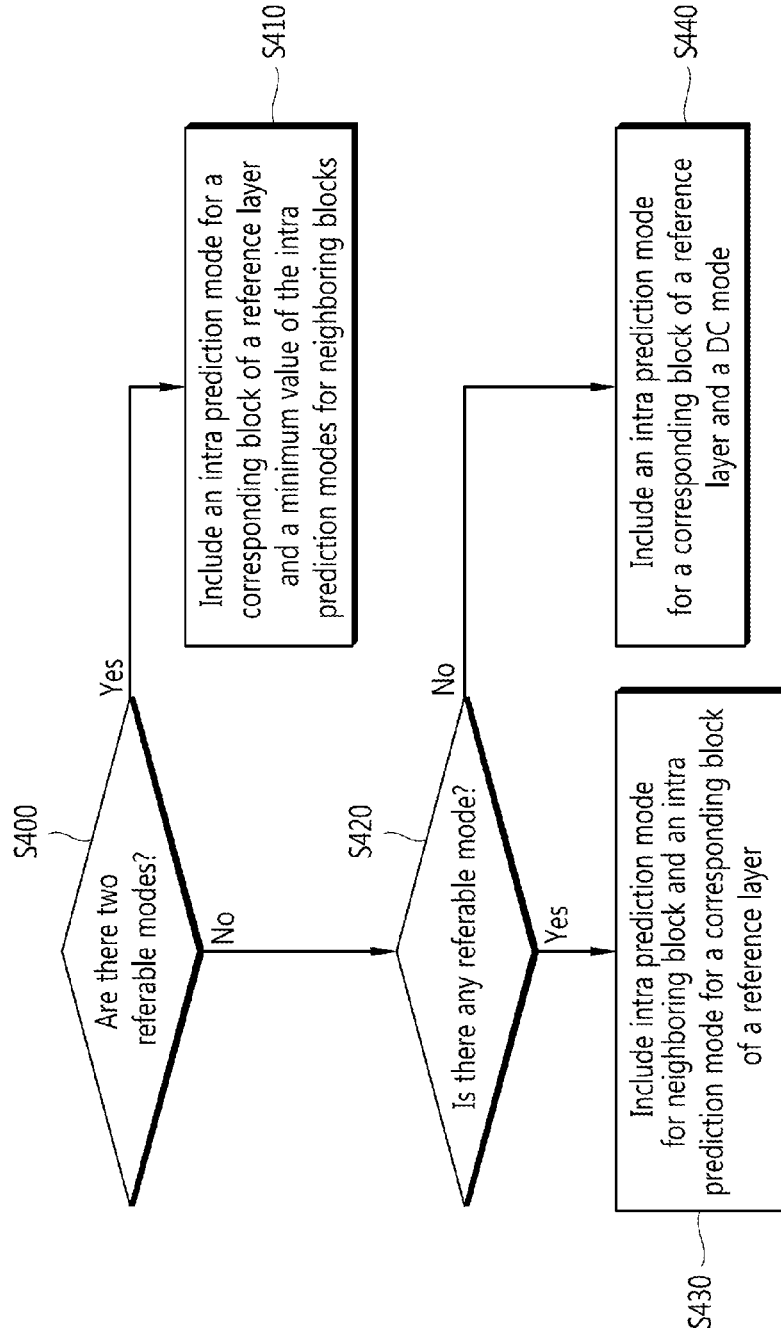 S400
Are there two
referable modes?
Yes
No
S410
Include an intra prediction mode for a
corresponding block of a reference layer
and a minimum value of the intra
prediction modes for neighboring blocks
S420
Is there any referable mode?
No
Yes
S430
Include intra prediction mode
for neighboring block and an intra
prediction mode for a corresponding block
of a reference layer
S440
Include an intra prediction mode
for a corresponding block of a reference
layer and a DC mode